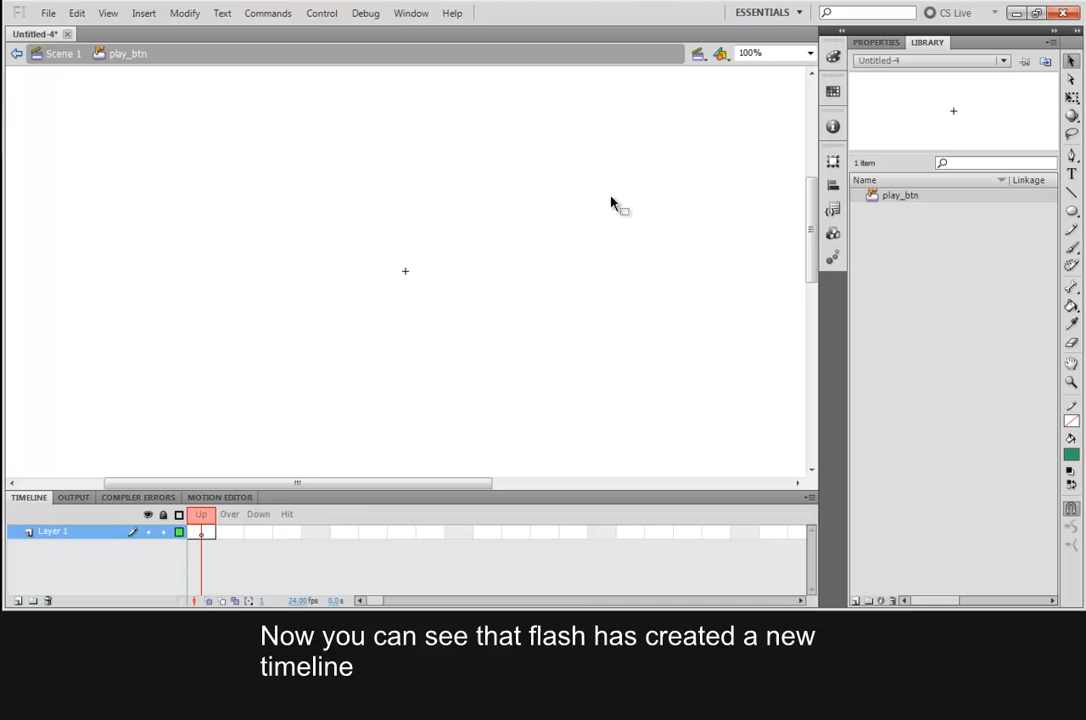 Fl File Edit View Insert Modify Text Commands Control Debug Window Help ESSENTIALS CS Live
Untitled-4*
Scene 1 play_btn 100%
PROPERTIES LIBRARY
Untitled-4
1 item
Name Linkage
play_btn
TIMELINE OUTPUT COMPILER ERRORS MOTION EDITOR
Up Over Down Hit
Layer 1
1 24.00 fps 0.0 s
Now you can see that flash has created a new
timeline